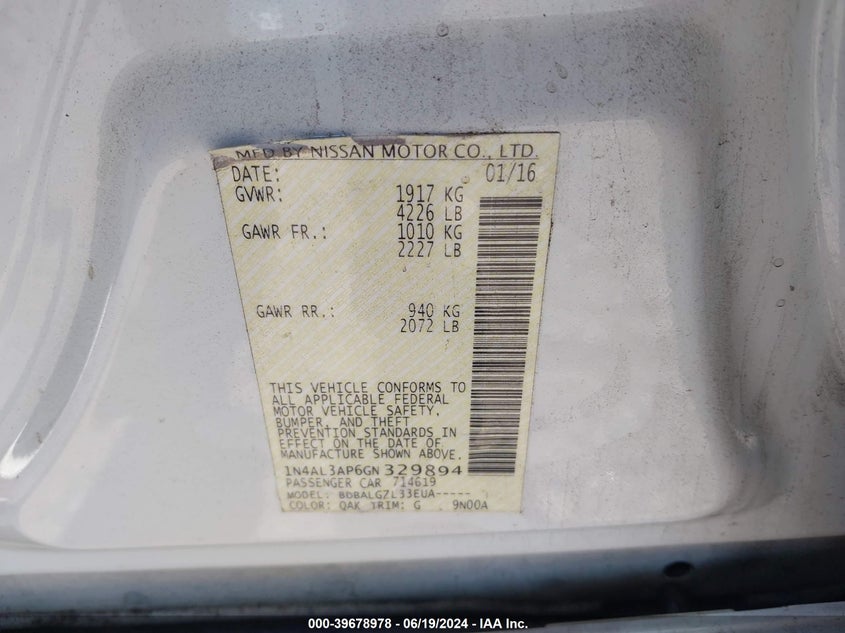 MFD BY NISSAN MOTOR CO., LTD.
DATE: 01/16
GVWR: 1917 KG
4226 LB
GAWR FR.: 1010 KG
2227 LB
GAWR RR.: 940 KG
2072 LB
THIS VEHICLE CONFORMS TO
ALL APPLICABLE FEDERAL
MOTOR VEHICLE SAFETY,
BUMPER, AND THEFT
PREVENTION STANDARDS IN
EFFECT ON THE DATE OF
MANUFACTURE SHOWN ABOVE.
1N4AL3AP6GN 329894
PASSENGER CAR 714619
MODEL: BDBALGZL33EUA-----
COLOR: QAK TRIM: G 9N00A
000-39678978 - 06/19/2024 - IAA Inc.